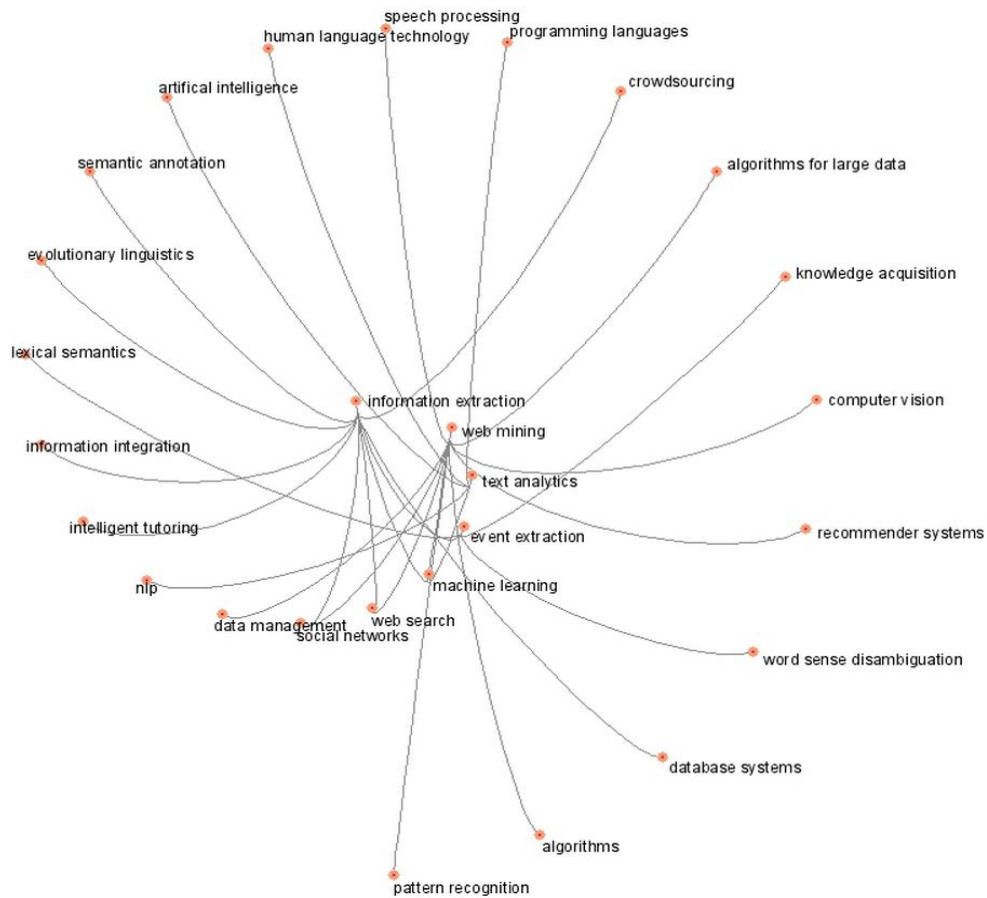 speech processing
programming languages
human language technology
crowdsourcing
artifical intelligence
semantic annotation
algorithms for large data
evolutionary linguistics
knowledge acquisition
lexical semantics
information extraction
computer vision
web mining
information integration
text analytics
intelligent tutoring
event extraction
recommender systems
nlp
machine learning
data management
web search
social networks
word sense disambiguation
database systems
algorithms
pattern recognition